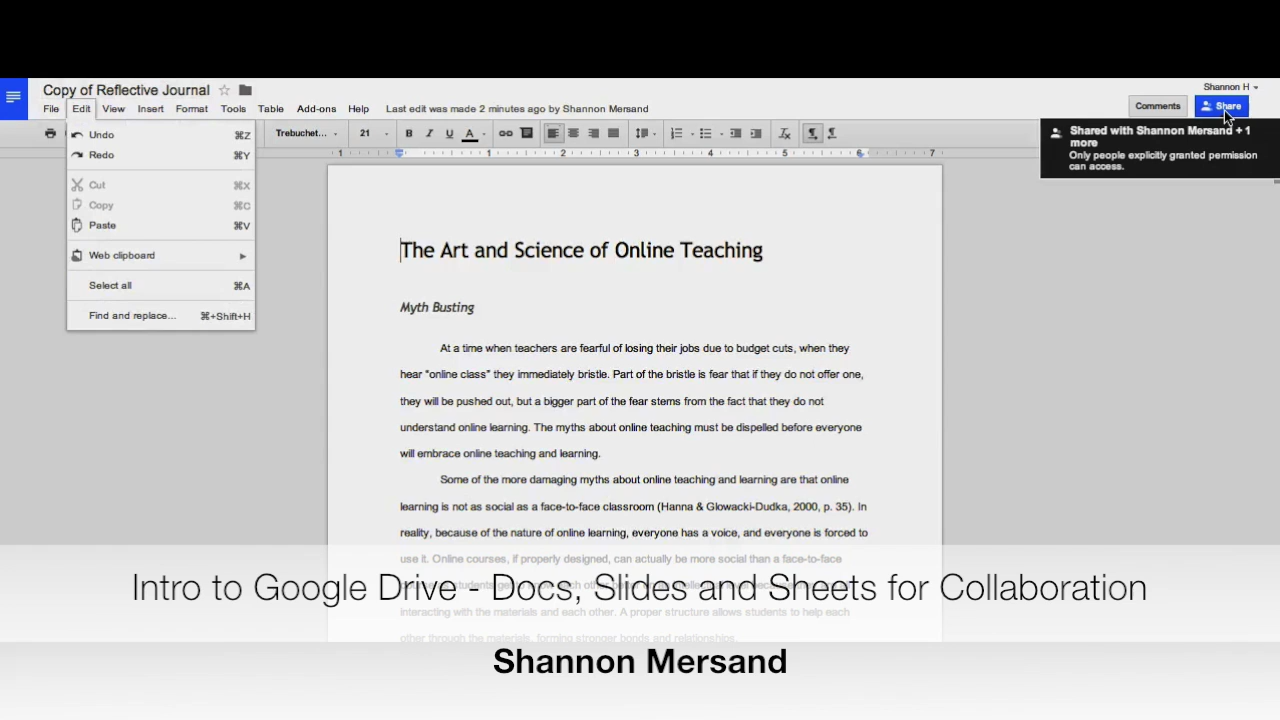 Copy of Reflective Journal
Shannon H
File Edit View Insert Format Tools Table Add-ons Help Last edit was made 2 minutes ago by Shannon Mersand
Comments Share
Undo ⌘Z
Redo ⌘Y
Cut ⌘X
Copy ⌘C
Paste ⌘V
Web clipboard
Select all ⌘A
Find and replace... ⌘+Shift+H
Trebuchet... 21 B I U A
1 1 2 3 4 5 6 7
Shared with Shannon Mersand + 1
more
Only people explicitly granted permission
can access.
The Art and Science of Online Teaching
Myth Busting
At a time when teachers are fearful of losing their jobs due to budget cuts, when they
hear "online class" they immediately bristle. Part of the bristle is fear that if they do not offer one,
they will be pushed out, but a bigger part of the fear stems from the fact that they do not
understand online learning. The myths about online teaching must be dispelled before everyone
will embrace online teaching and learning.
Some of the more damaging myths about online teaching and learning are that online
learning is not as social as a face-to-face classroom (Hanna & Glowacki-Dudka, 2000, p. 35). In
reality, because of the nature of online learning, everyone has a voice, and everyone is forced to
use it. Online courses, if properly designed, can actually be more social than a face-to-face
Intro to Google Drive - Docs, Slides and Sheets for Collaboration
interacting with the materials and each other. A proper structure allows students to help each
other through the materials, forming stronger bonds and relationships.
Shannon Mersand